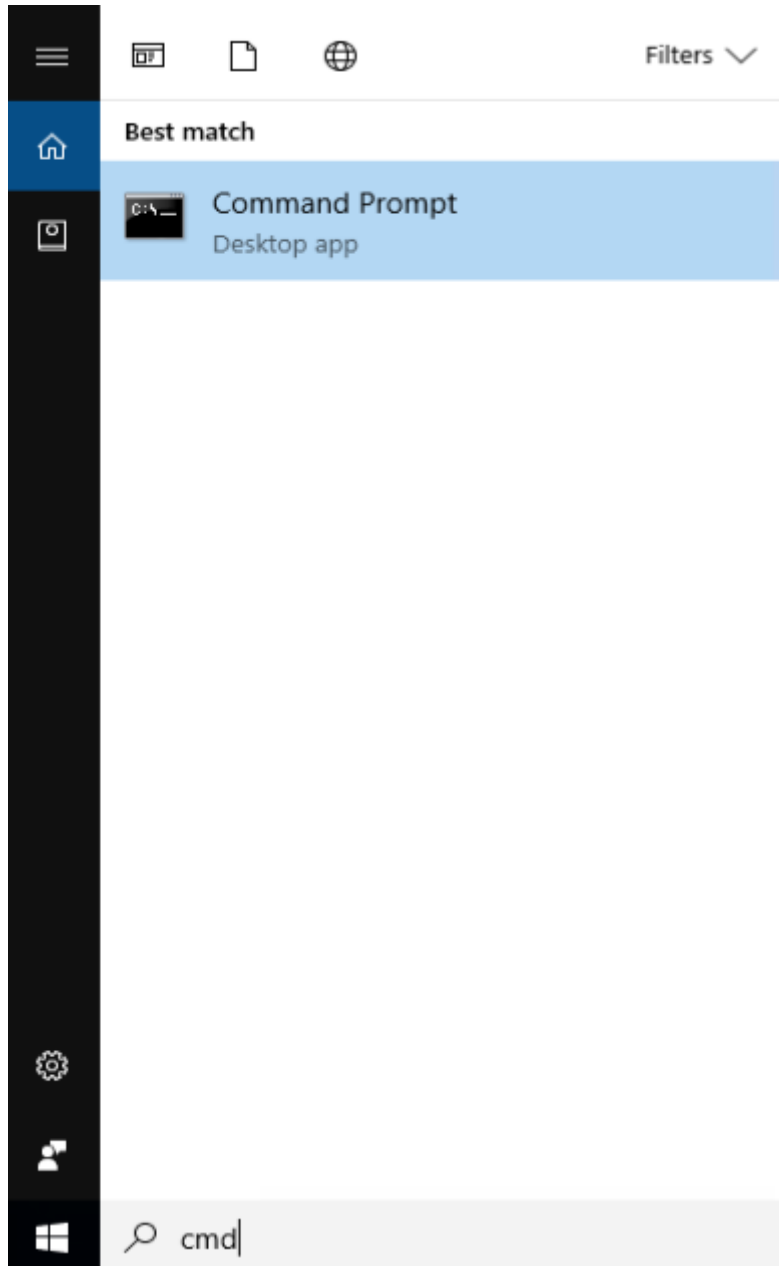 Filters
Best match
C:\_
Command Prompt
Desktop app
cmd